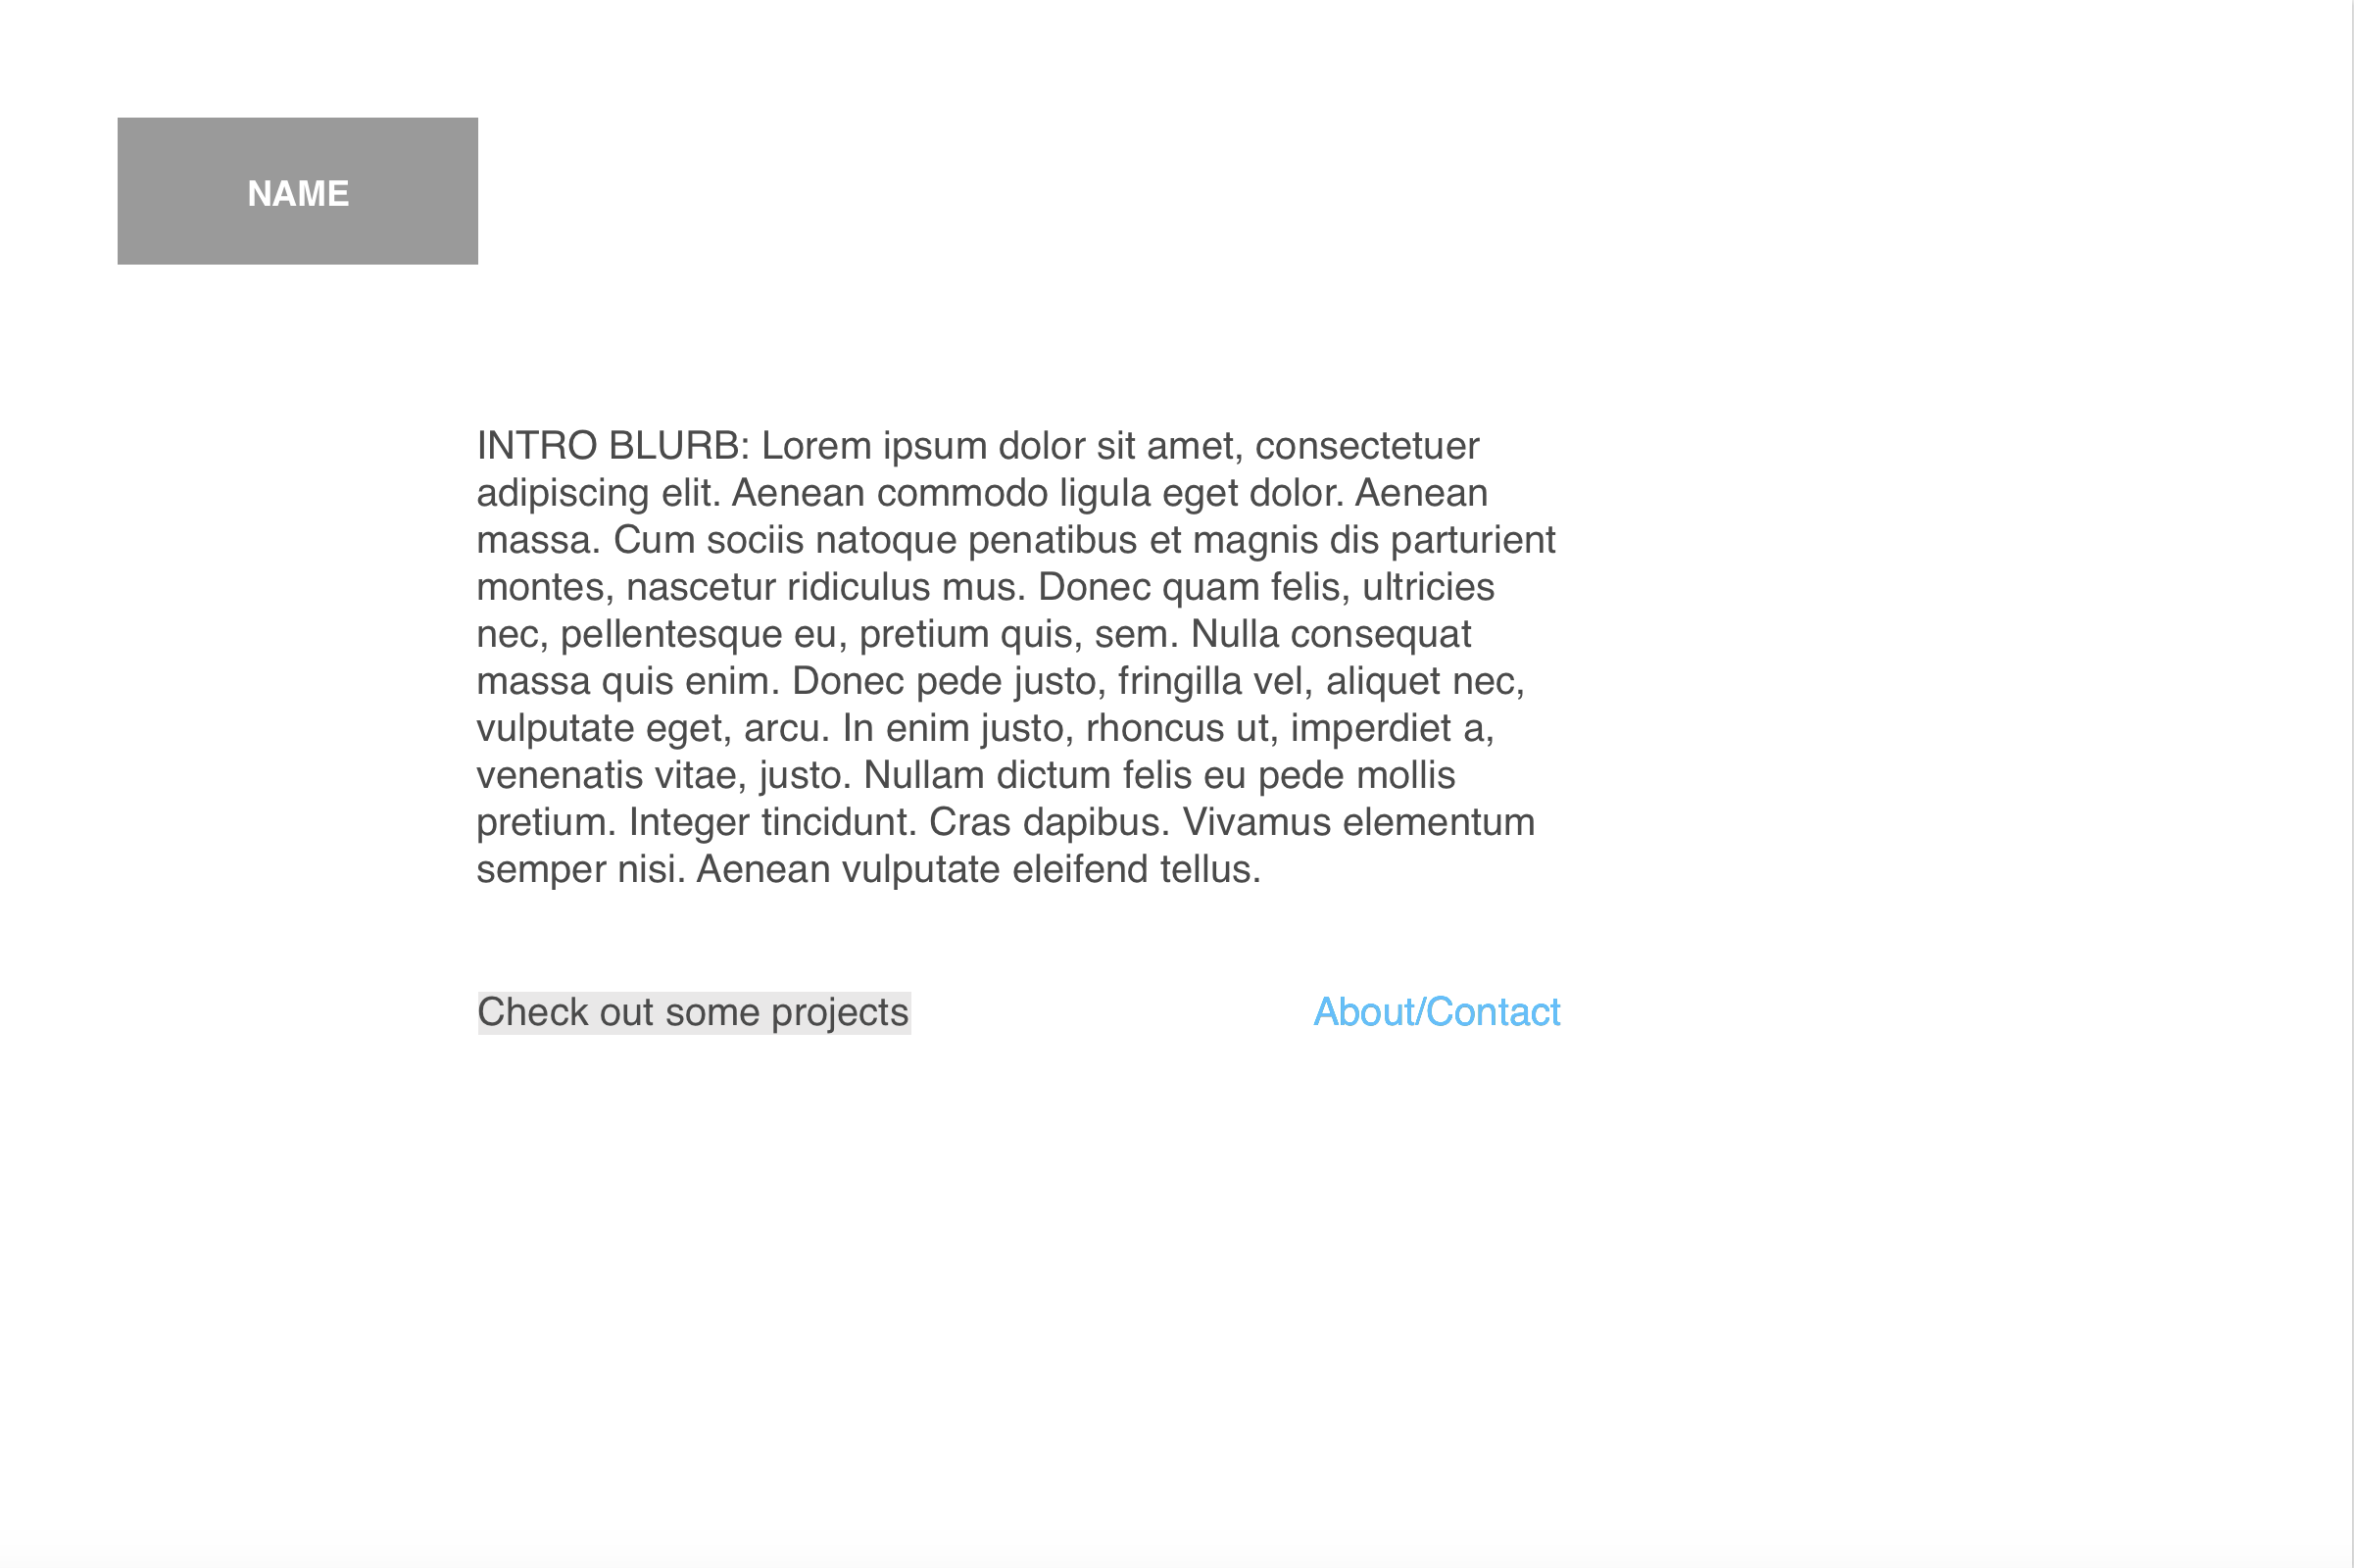 NAME
INTRO BLURB: Lorem ipsum dolor sit amet, consectetuer
adipiscing elit. Aenean commodo ligula eget dolor. Aenean
massa. Cum sociis natoque penatibus et magnis dis parturient
montes, nascetur ridiculus mus. Donec quam felis, ultricies
nec, pellentesque eu, pretium quis, sem. Nulla consequat
massa quis enim. Donec pede justo, fringilla vel, aliquet nec,
vulputate eget, arcu. In enim justo, rhoncus ut, imperdiet a,
venenatis vitae, justo. Nullam dictum felis eu pede mollis
pretium. Integer tincidunt. Cras dapibus. Vivamus elementum
semper nisi. Aenean vulputate eleifend tellus.
Check out some projects
About/Contact